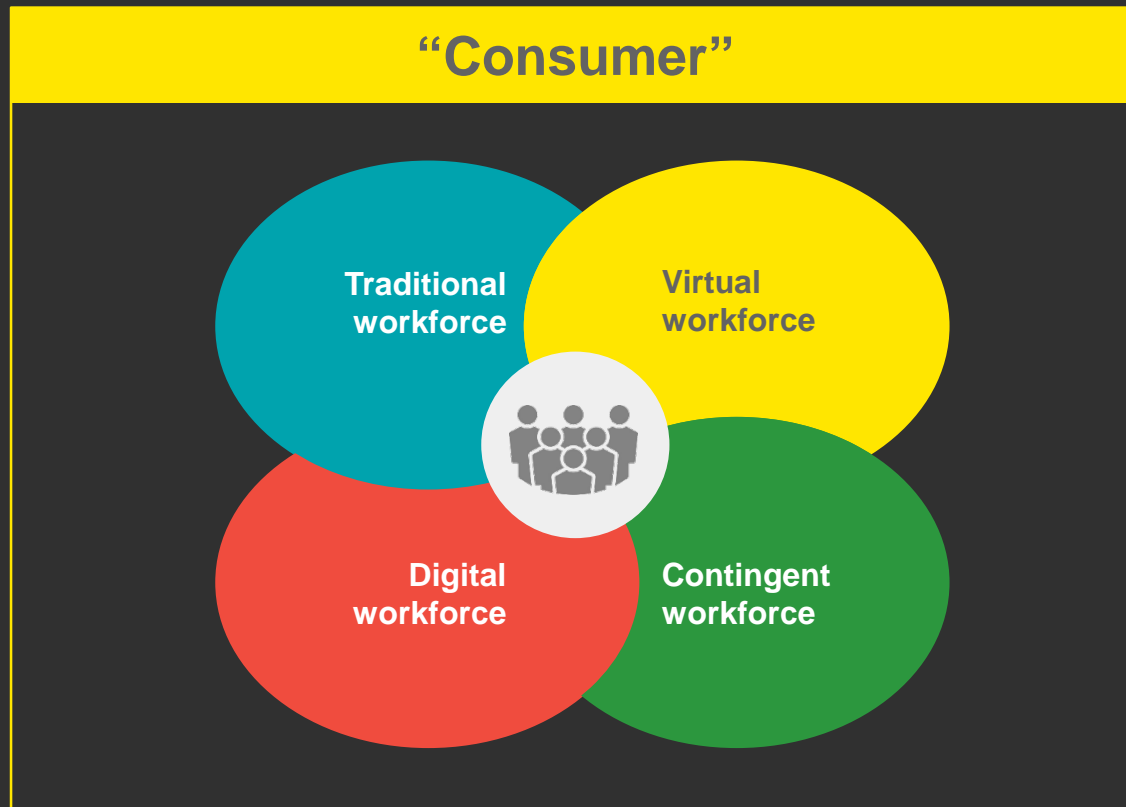 “Consumer”
Traditional
workforce
Virtual
workforce
Digital
workforce
Contingent
workforce